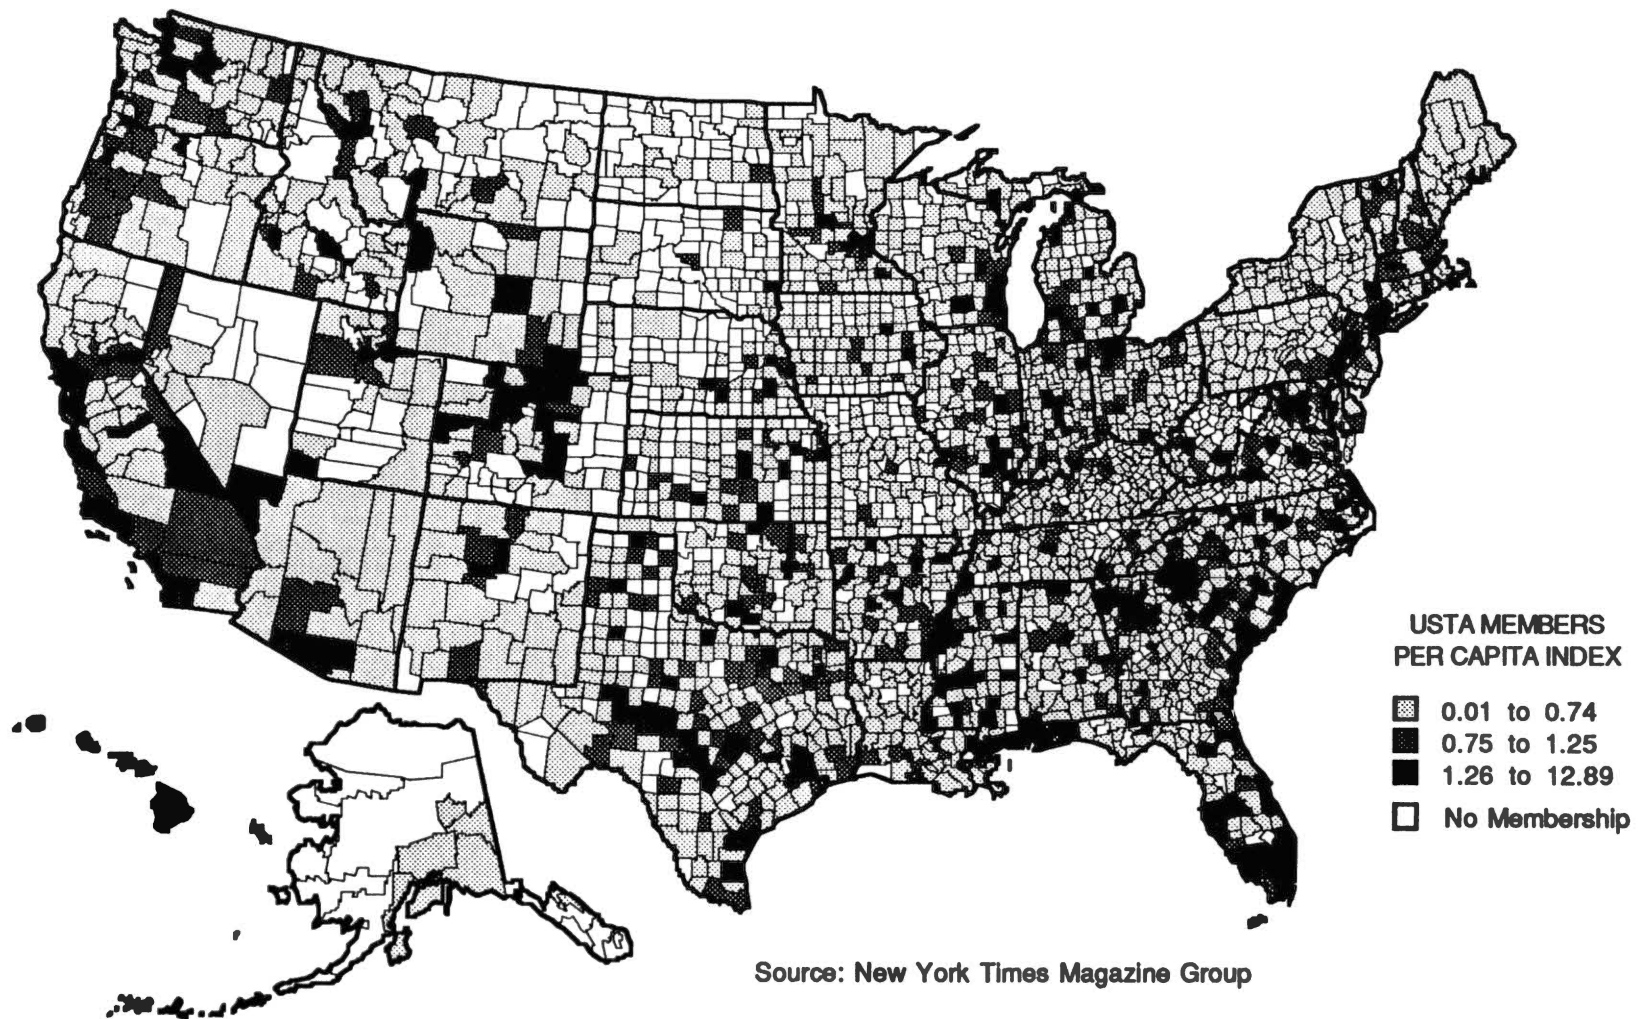 USTA MEMBERS
PER CAPITA INDEX
0.01 to 0.74
0.75 to 1.25
1.26 to 12.89
No Membership
Source: New York Times Magazine Group